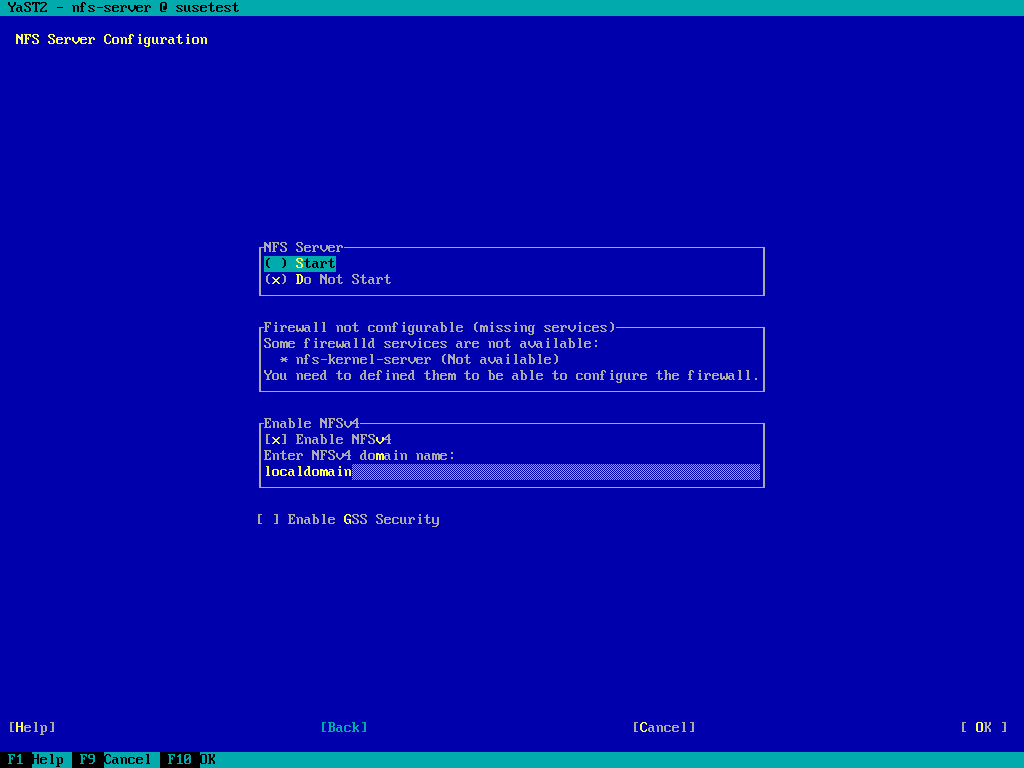 YaST2 - nfs-server @ susetest
NFS Server Configuration
NFS Server
( ) Start
(x) Do Not Start
Firewall not configurable (missing services)
Some firewalld services are not available:
* nfs-kernel-server (Not available)
You need to defined them to be able to configure the firewall.
Enable NFSv4
[x] Enable NFSv4
Enter NFSv4 domain name:
localdomain
[ ] Enable GSS Security
[Help] [Back] [Cancel] [ OK ]
F1 Help F9 Cancel F10 OK